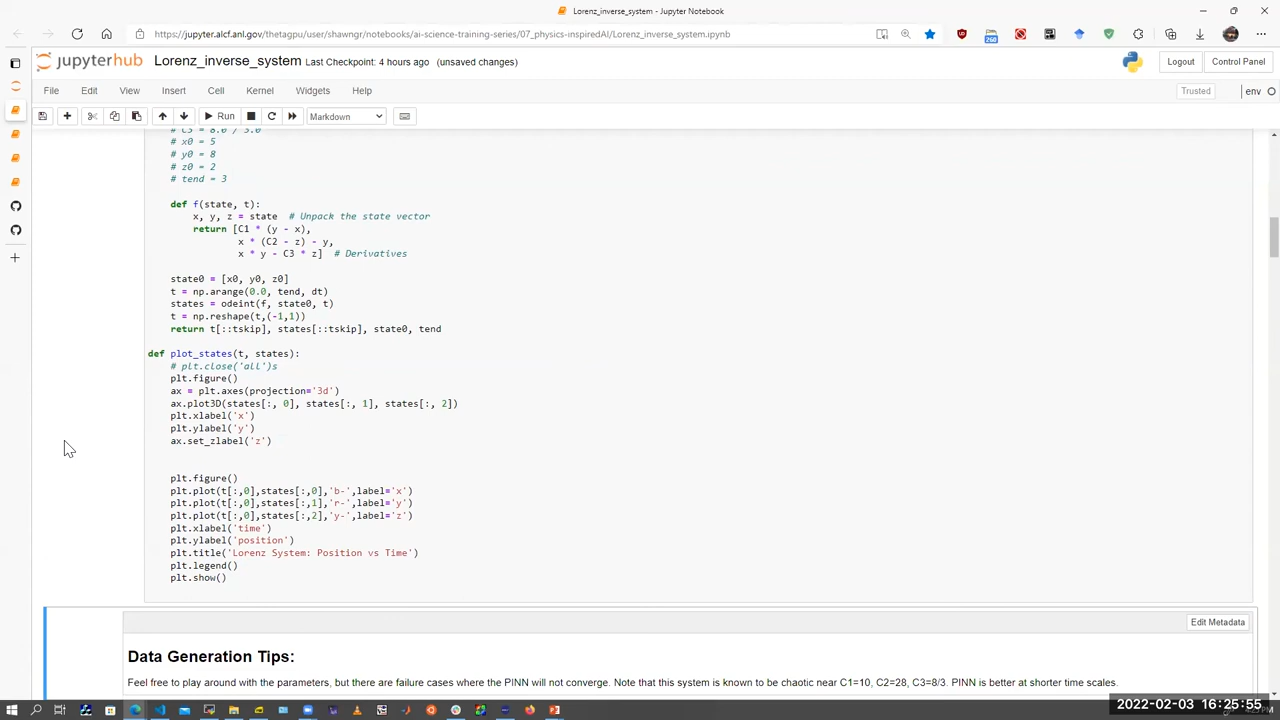 Lorenz_inverse_system - Jupyter Notebook
https://jupyter.alcf.anl.gov/thetagpu/user/shawngr/notebooks/ai-science-training-series/07_physics-inspiredAI/Lorenz_inverse_system.ipynb
268
jupyterhub Lorenz_inverse_system Last Checkpoint: 4 hours ago (unsaved changes) Logout Control Panel
File Edit View Insert Cell Kernel Widgets Help Trusted env
Run Markdown
# C3 = 8.0 / 3.0
# x0 = 5
# y0 = 8
# z0 = 2
# tend = 3
def f(state, t):
x, y, z = state # Unpack the state vector
return [C1 * (y - x),
x * (C2 - z) - y,
x * y - C3 * z] # Derivatives
state0 = [x0, y0, z0]
t = np.arange(0.0, tend, dt)
states = odeint(f, state0, t)
t = np.reshape(t,(-1,1))
return t[::tskip], states[::tskip], state0, tend
def plot_states(t, states):
# plt.close('all')s
plt.figure()
ax = plt.axes(projection='3d')
ax.plot3D(states[:, 0], states[:, 1], states[:, 2])
plt.xlabel('x')
plt.ylabel('y')
ax.set_zlabel('z')
plt.figure()
plt.plot(t[:,0],states[:,0],'b-',label='x')
plt.plot(t[:,0],states[:,1],'r-',label='y')
plt.plot(t[:,0],states[:,2],'y-',label='z')
plt.xlabel('time')
plt.ylabel('position')
plt.title('Lorenz System: Position vs Time')
plt.legend()
plt.show()
Edit Metadata
Data Generation Tips:
Feel free to play around with the parameters, but there are failure cases where the PINN will not converge. Note that this system is known to be chaotic near C1=10, C2=28, C3=8/3. PINN is better at shorter time scales.
2022-02-03 16:25:55